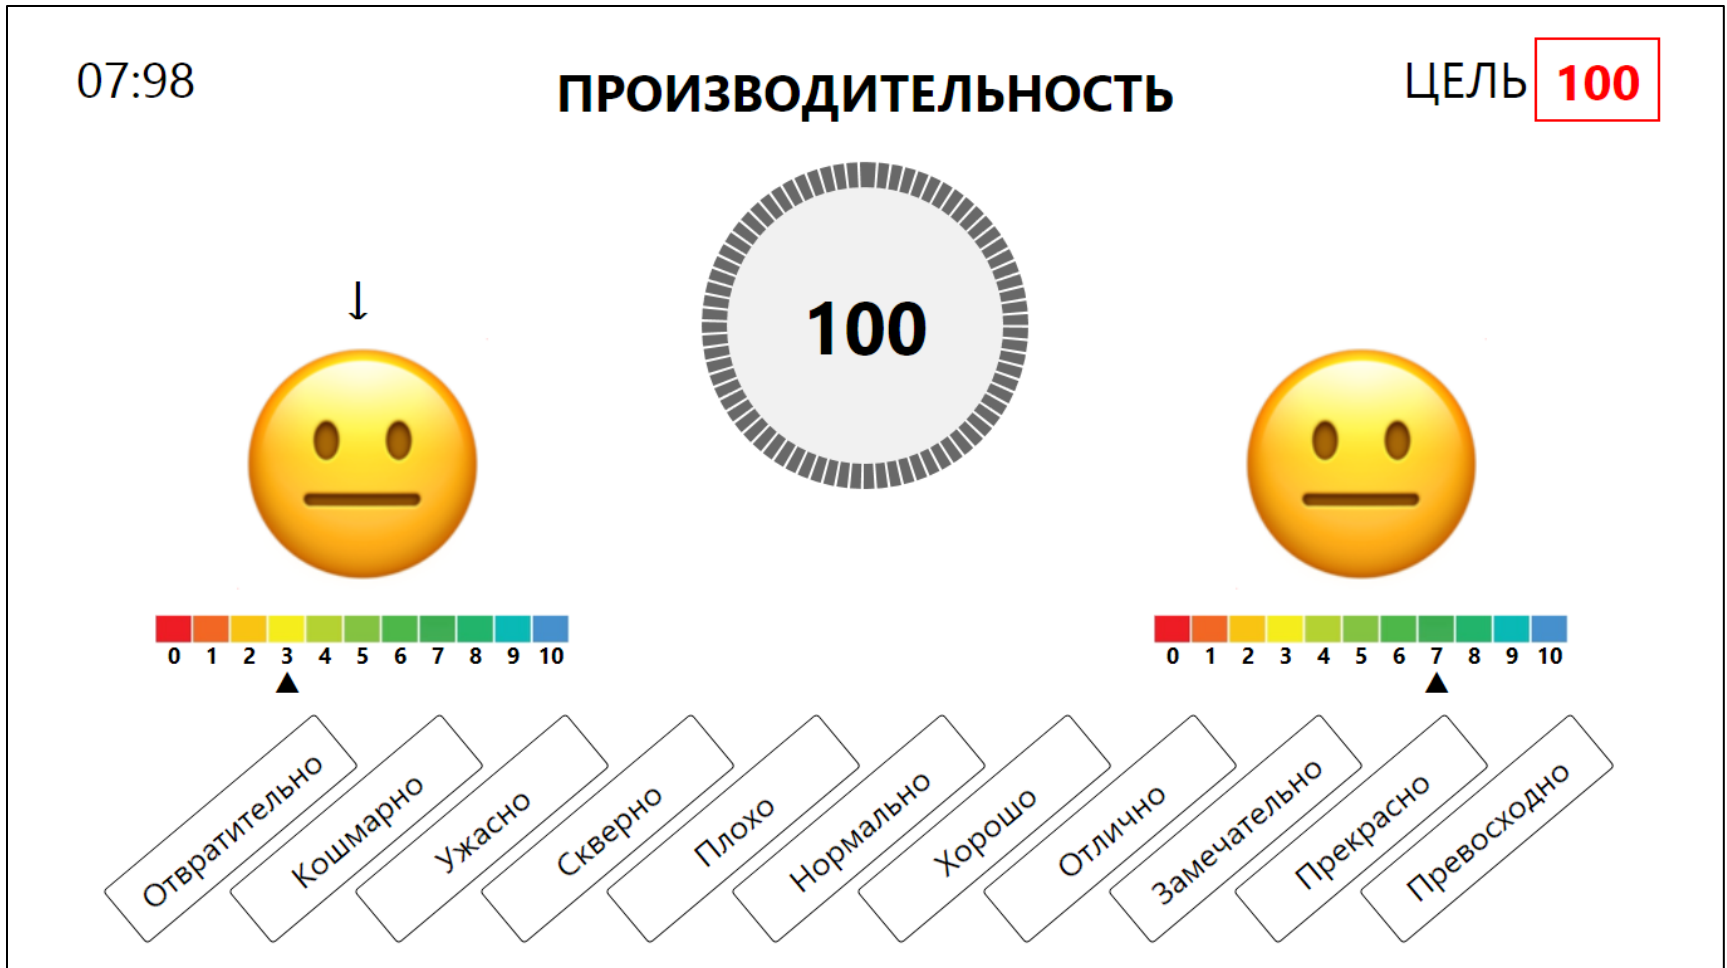 07:98
ПРОИЗВОДИТЕЛЬНОСТЬ
ЦЕЛЬ 100
100
0 1 2 3 4 5 6 7 8 9 10
0 1 2 3 4 5 6 7 8 9 10
Отвратительно
Кошмарно
Ужасно
Скверно
Плохо
Нормально
Хорошо
Отлично
Замечательно
Прекрасно
Превосходно